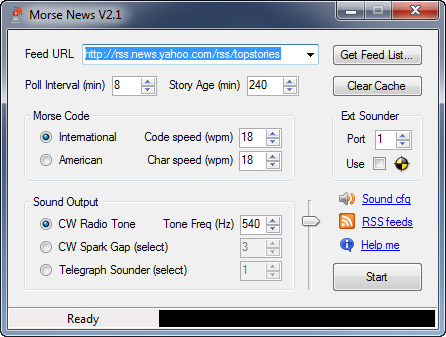 Morse News V2.1
Feed URL http://rss.news.yahoo.com/rss/topstories Get Feed List...
Poll Interval (min) 8 Story Age (min) 240 Clear Cache
Morse Code
International Code speed (wpm) 18
American Char speed (wpm) 18
Ext Sounder
Port 1
Use
Sound Output
CW Radio Tone Tone Freq (Hz) 540
CW Spark Gap (select) 3
Telegraph Sounder (select) 1
Sound cfg
RSS feeds
Help me
Start
Ready